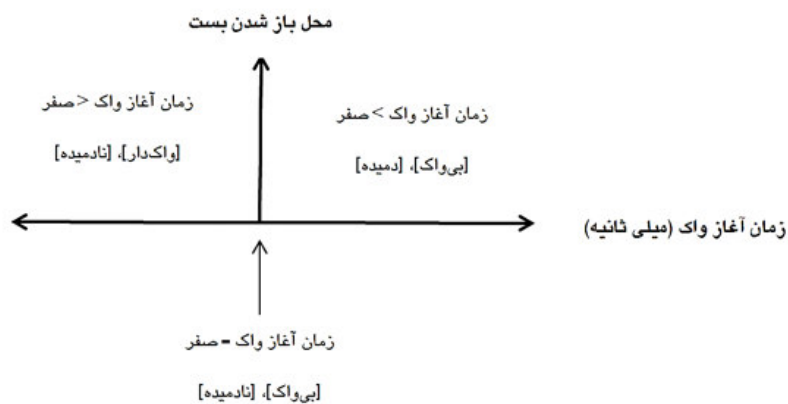 محل باز شدن بست
زمان آغاز واک > صفر
[بی‌واک]، [دمیده]
زمان آغاز واک < صفر
[واک‌دار]، [نادمیده]
زمان آغاز واک (میلی ثانیه)
زمان آغاز واک = صفر
[بی‌واک]، [نادمیده]